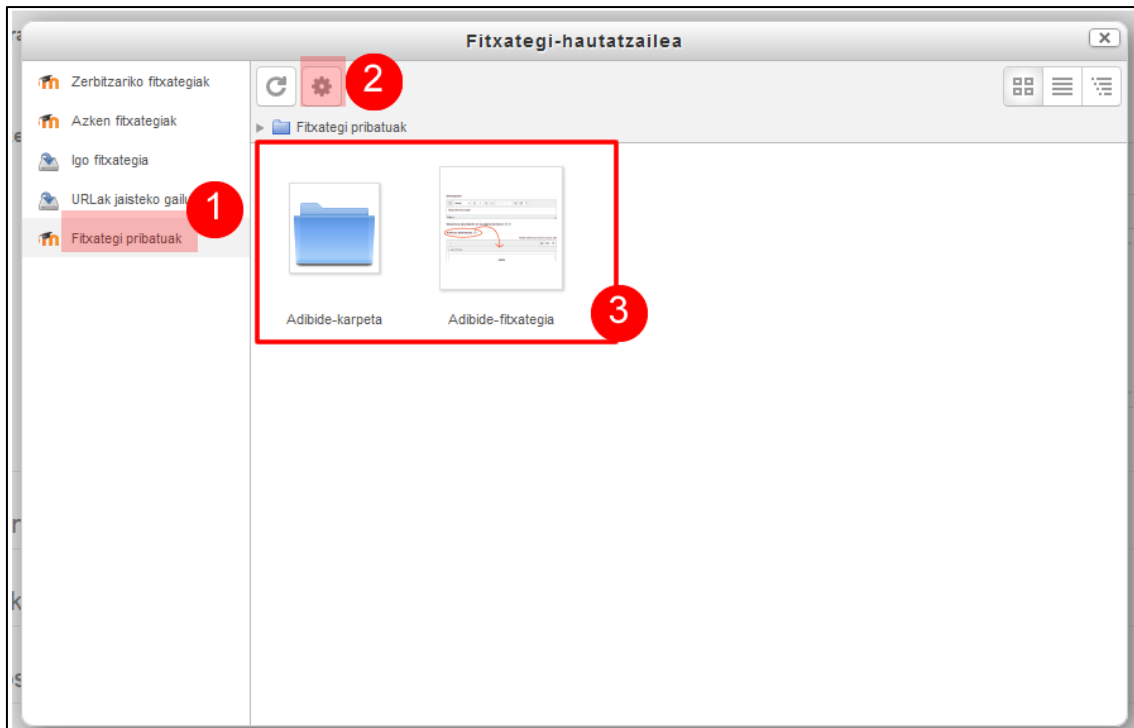 Fitxategi-hautatzailea
Zerbitzariko fitxategiak
Azken fitxategiak
Igo fitxategia
URLak jaisteko
Fitxategi pribatuak
1
2
Fitxategi pribatuak
Adibide-karpeta
Adibide-fitxategia
3